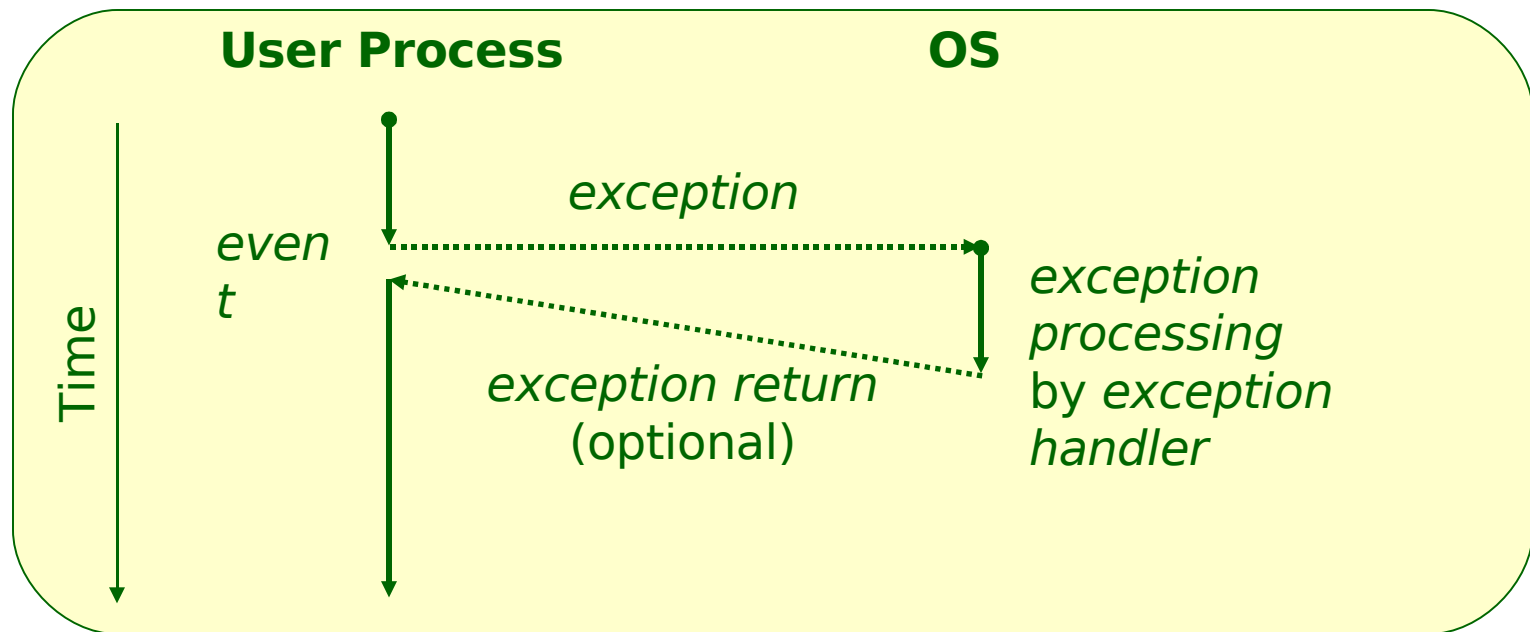 User Process
OS
exception
even
t
exception
processing
by exception
handler
Time
exception return
(optional)